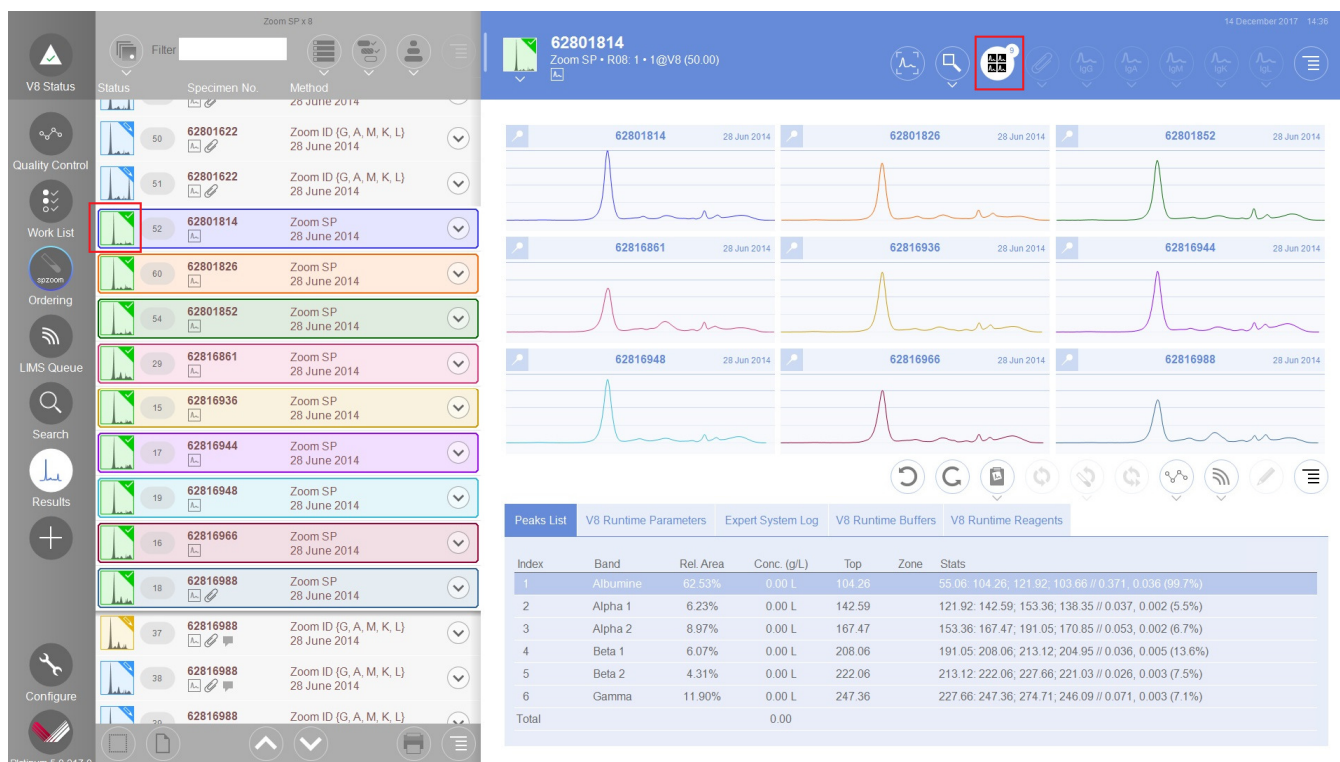 Zoom SP x 8
14 December 2017 14:36
V8 Status
Quality Control
Work List
spzoom
Ordering
LIMS Queue
Search
Results
Configure
Filter
Status Specimen No. Method
28 June 2014
50 62801622 Zoom ID {G, A, M, K, L}
28 June 2014
51 62801622 Zoom ID {G, A, M, K, L}
28 June 2014
52 62801814 Zoom SP
28 June 2014
60 62801826 Zoom SP
28 June 2014
54 62801852 Zoom SP
28 June 2014
29 62816861 Zoom SP
28 June 2014
15 62816936 Zoom SP
28 June 2014
17 62816944 Zoom SP
28 June 2014
19 62816948 Zoom SP
28 June 2014
16 62816966 Zoom SP
28 June 2014
18 62816988 Zoom SP
28 June 2014
37 62816988 Zoom ID {G, A, M, K, L}
28 June 2014
38 62816988 Zoom ID {G, A, M, K, L}
28 June 2014
39 62816988 Zoom ID {G, A, M, K, L}
62801814
Zoom SP • R08: 1 • 1@V8 (50.00)
9
IgG IgA IgM IgK IgL
62801814 28 Jun 2014 62801826 28 Jun 2014 62801852 28 Jun 2014
62816861 28 Jun 2014 62816936 28 Jun 2014 62816944 28 Jun 2014
62816948 28 Jun 2014 62816966 28 Jun 2014 62816988 28 Jun 2014
Peaks List V8 Runtime Parameters Expert System Log V8 Runtime Buffers V8 Runtime Reagents
Index Band Rel. Area Conc. (g/L) Top Zone Stats
1 Albumine 62.53% 0.00 L 104.26 55.06: 104.26; 121.92; 103.66 // 0.371, 0.036 (99.7%)
2 Alpha 1 6.23% 0.00 L 142.59 121.92: 142.59; 153.36; 138.35 // 0.037, 0.002 (5.5%)
3 Alpha 2 8.97% 0.00 L 167.47 153.36: 167.47; 191.05; 170.85 // 0.053, 0.002 (6.7%)
4 Beta 1 6.07% 0.00 L 208.06 191.05: 208.06; 213.12; 204.95 // 0.036, 0.005 (13.6%)
5 Beta 2 4.31% 0.00 L 222.06 213.12: 222.06; 227.66; 221.03 // 0.026, 0.003 (7.5%)
6 Gamma 11.90% 0.00 L 247.36 227.66: 247.36; 274.71; 246.09 // 0.071, 0.003 (7.1%)
Total 0.00